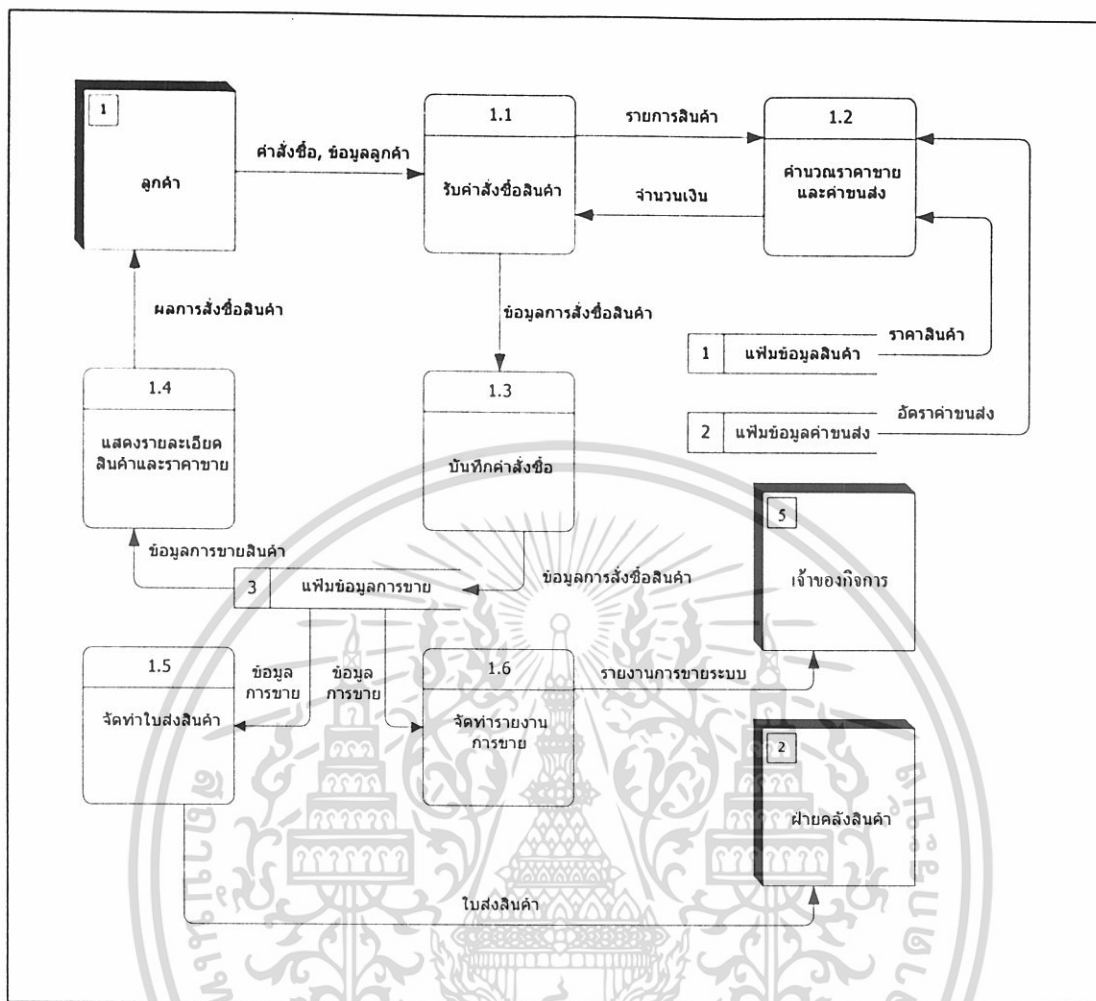 1
ลูกค้า
คำสั่งซื้อ, ข้อมูลลูกค้า
1.1
รับคำสั่งซื้อสินค้า
รายการสินค้า
จำนวนเงิน
1.2
คำนวณราคาขาย
และค่าขนส่ง
ผลการสั่งซื้อสินค้า
ข้อมูลการสั่งซื้อสินค้า
ราคาสินค้า
1 แฟ้มข้อมูลสินค้า
อัตราค่าขนส่ง
2 แฟ้มข้อมูลค่าขนส่ง
1.4
แสดงรายละเอียด
สินค้าและราคาขาย
1.3
บันทึกคำสั่งซื้อ
5
เจ้าของกิจการ
ข้อมูลการขายสินค้า
3 แฟ้มข้อมูลการขาย
ข้อมูลการสั่งซื้อสินค้า
1.5
จัดทำใบส่งสินค้า
ข้อมูล
การขาย
ข้อมูล
การขาย
1.6
จัดทำรายงาน
การขาย
รายงานการขายระบบ
2
ฝ่ายคลังสินค้า
ใบส่งสินค้า